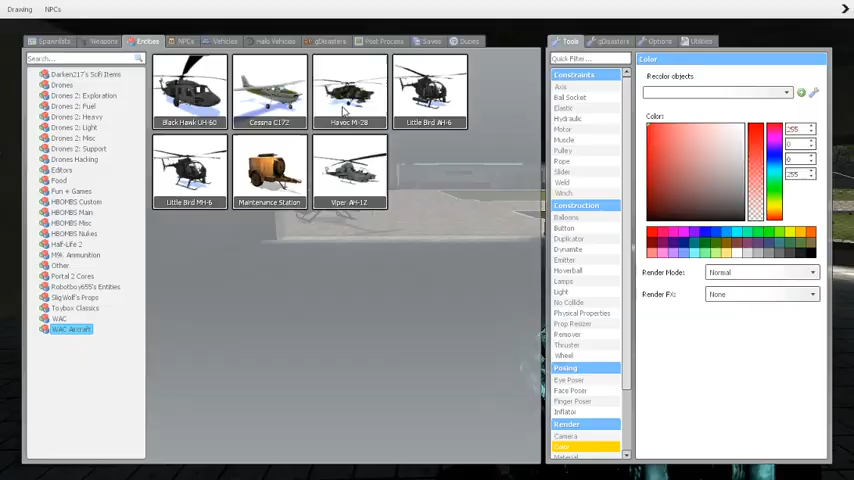 Drawing NPCs
Spawnlists Weapons Entities NPCs Vehicles Halo Vehicles gDisasters Post Process Saves Dupes
Search...
Darken217's Scifi Items
Drones
Drones 2: Exploration
Drones 2: Fuel
Drones 2: Heavy
Drones 2: Light
Drones 2: Misc
Drones 2: Support
Drones Hacking
Editors
Food
Fun + Games
HBOMBS Custom
HBOMBS Main
HBOMBS Misc
HBOMBS Nukes
Half-Life 2
M9K Ammunition
Other
Portal 2 Cores
Robotboy655's Entities
SligWolf's Props
Toybox Classics
WAC
WAC Aircraft
Black Hawk UH-60 Cessna C172 Havoc M-28 Little Bird AH-6
Little Bird MH-6 Maintenance Station Viper AH-1Z
Tools gDisasters Options Utilities
Quick Filter...
Constraints
Axis
Ball Socket
Elastic
Hydraulic
Motor
Muscle
Pulley
Rope
Slider
Weld
Winch
Construction
Balloons
Button
Duplicator
Dynamite
Emitter
Hoverball
Lamps
Light
No Collide
Physical Properties
Prop Resizer
Remover
Thruster
Wheel
Posing
Eye Poser
Face Poser
Finger Poser
Inflator
Render
Camera
Color
Material
Color
Recolor objects
Color:
255
0
0
255
Render Mode: Normal
Render FX: None